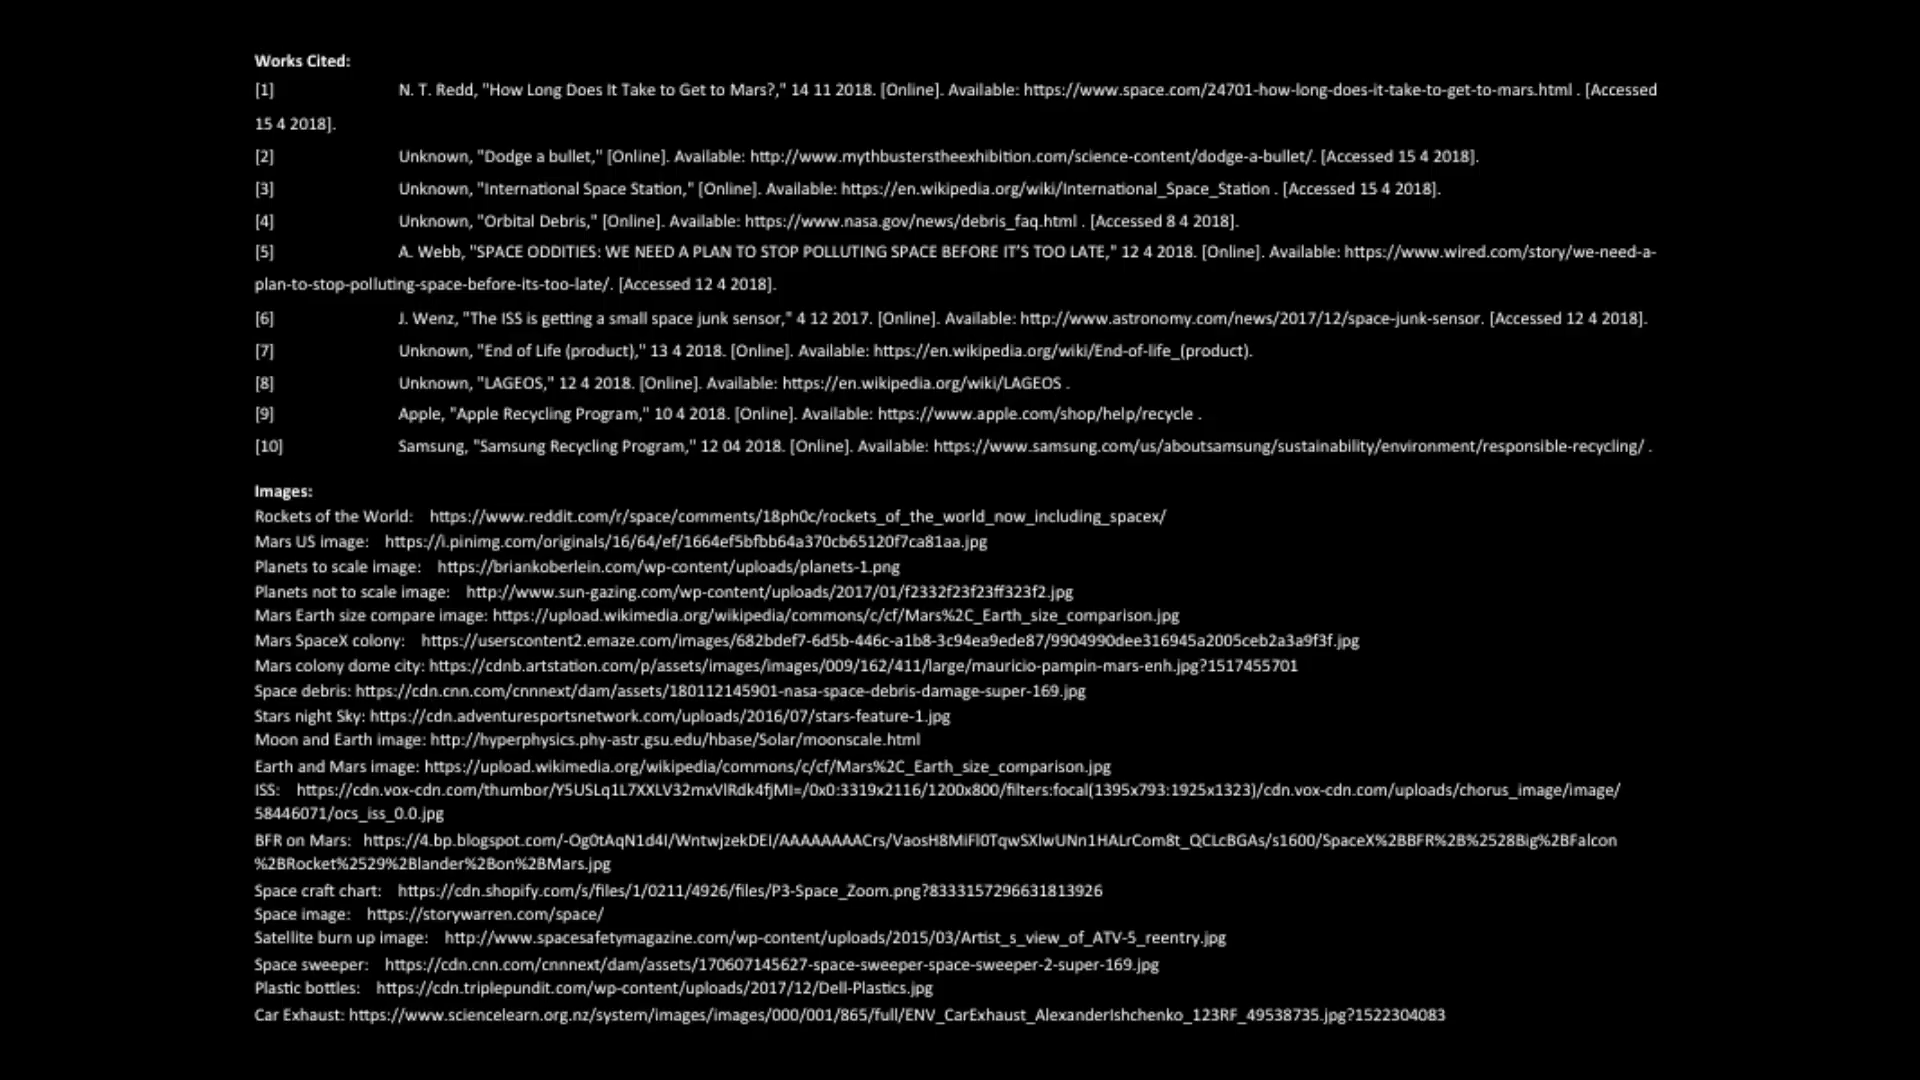 Works Cited:
[1] N. T. Redd, "How Long Does It Take to Get to Mars?," 14 11 2018. [Online]. Available: https://www.space.com/24701-how-long-does-it-take-to-get-to-mars.html . [Accessed
15 4 2018].
[2] Unknown, "Dodge a bullet," [Online]. Available: http://www.mythbusterstheexhibition.com/science-content/dodge-a-bullet/. [Accessed 15 4 2018].
[3] Unknown, "International Space Station," [Online]. Available: https://en.wikipedia.org/wiki/International_Space_Station . [Accessed 15 4 2018].
[4] Unknown, "Orbital Debris," [Online]. Available: https://www.nasa.gov/news/debris_faq.html . [Accessed 8 4 2018].
[5] A. Webb, "SPACE ODDITIES: WE NEED A PLAN TO STOP POLLUTING SPACE BEFORE IT'S TOO LATE," 12 4 2018. [Online]. Available: https://www.wired.com/story/we-need-a-
plan-to-stop-polluting-space-before-its-too-late/. [Accessed 12 4 2018].
[6] J. Wenz, "The ISS is getting a small space junk sensor," 4 12 2017. [Online]. Available: http://www.astronomy.com/news/2017/12/space-junk-sensor. [Accessed 12 4 2018].
[7] Unknown, "End of Life (product)," 13 4 2018. [Online]. Available: https://en.wikipedia.org/wiki/End-of-life_(product).
[8] Unknown, "LAGEOS," 12 4 2018. [Online]. Available: https://en.wikipedia.org/wiki/LAGEOS .
[9] Apple, "Apple Recycling Program," 10 4 2018. [Online]. Available: https://www.apple.com/shop/help/recycle .
[10] Samsung, "Samsung Recycling Program," 12 04 2018. [Online]. Available: https://www.samsung.com/us/aboutsamsung/sustainability/environment/responsible-recycling/ .
Images:
Rockets of the World: https://www.reddit.com/r/space/comments/18ph0c/rockets_of_the_world_now_including_spacex/
Mars US image: https://i.pinimg.com/originals/16/64/ef/1664ef5bfbb64a370cb65120f7ca81aa.jpg
Planets to scale image: https://briankoberlein.com/wp-content/uploads/planets-1.png
Planets not to scale image: http://www.sun-gazing.com/wp-content/uploads/2017/01/f2332f23f23ff323f2.jpg
Mars Earth size compare image: https://upload.wikimedia.org/wikipedia/commons/c/cf/Mars%2C_Earth_size_comparison.jpg
Mars SpaceX colony: https://userscontent2.emaze.com/images/682bdef7-6d5b-446c-a1b8-3c94ea9ede87/9904990dee316945a2005ceb2a3a9f3f.jpg
Mars colony dome city: https://cdnb.artstation.com/p/assets/images/images/009/162/411/large/mauricio-pampin-mars-enh.jpg?1517455701
Space debris: https://cdn.cnn.com/cnnnext/dam/assets/180112145901-nasa-space-debris-damage-super-169.jpg
Stars night Sky: https://cdn.adventuresportsnetwork.com/uploads/2016/07/stars-feature-1.jpg
Moon and Earth image: http://hyperphysics.phy-astr.gsu.edu/hbase/Solar/moonscale.html
Earth and Mars image: https://upload.wikimedia.org/wikipedia/commons/c/cf/Mars%2C_Earth_size_comparison.jpg
ISS: https://cdn.vox-cdn.com/thumbor/Y5USLq1L7XXLV32mxVlRdk4fjMI=/0x0:3319x2116/1200x800/filters:focal(1395x793:1925x1323)/cdn.vox-cdn.com/uploads/chorus_image/image/
58446071/ocs_iss_0.0.jpg
BFR on Mars: https://4.bp.blogspot.com/-Og0tAqN1d4I/WntwjzekDEI/AAAAAAAACrs/VaosH8MiFl0TqwSXlwUNn1HALrCom8t_QCLcBGAs/s1600/SpaceX%2BBFR%2B%2528Big%2BFalcon
%2BRocket%2529%2Blander%2Bon%2BMars.jpg
Space craft chart: https://cdn.shopify.com/s/files/1/0211/4926/files/P3-Space_Zoom.png?8333157296631813926
Space image: https://storywarren.com/space/
Satellite burn up image: http://www.spacesafetymagazine.com/wp-content/uploads/2015/03/Artist_s_view_of_ATV-5_reentry.jpg
Space sweeper: https://cdn.cnn.com/cnnnext/dam/assets/170607145627-space-sweeper-space-sweeper-2-super-169.jpg
Plastic bottles: https://cdn.triplepundit.com/wp-content/uploads/2017/12/Dell-Plastics.jpg
Car Exhaust: https://www.sciencelearn.org.nz/system/images/images/000/001/865/full/ENV_CarExhaust_AlexanderIshchenko_123RF_49538735.jpg?1522304083